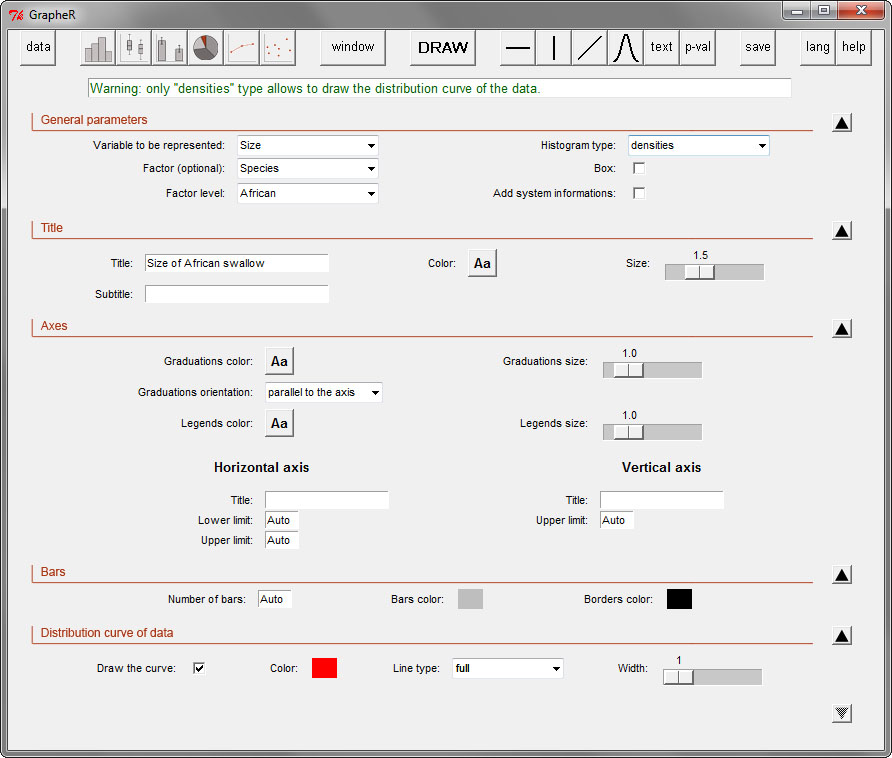 GrapheR
data window DRAW text p-val save lang help
Warning: only "densities" type allows to draw the distribution curve of the data.
General parameters
Variable to be represented: Size Histogram type: densities
Factor (optional): Species Box:
Factor level: African Add system informations:
Title
1.5
Title: Size of African swallow Color: Aa Size:
Subtitle:
Axes
1.0
Graduations color: Aa Graduations size:
Graduations orientation: parallel to the axis
1.0
Legends color: Aa Legends size:
Horizontal axis Vertical axis
Title: Title:
Lower limit: Auto Upper limit: Auto
Upper limit: Auto
Bars
Number of bars: Auto Bars color: Borders color:
Distribution curve of data
1
Draw the curve: Color: Line type: full Width: